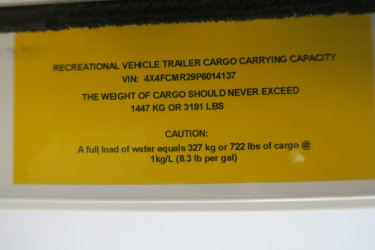 RECREATIONAL VEHICLE TRAILER CARGO CARRYING CAPACITY
VIN: 4X4FCMR29P6014137
THE WEIGHT OF CARGO SHOULD NEVER EXCEED
1447 KG OR 3191 LBS
CAUTION:
A full load of water equals 327 kg or 722 lbs of cargo @
1kg/L (8.3 lb per gal)